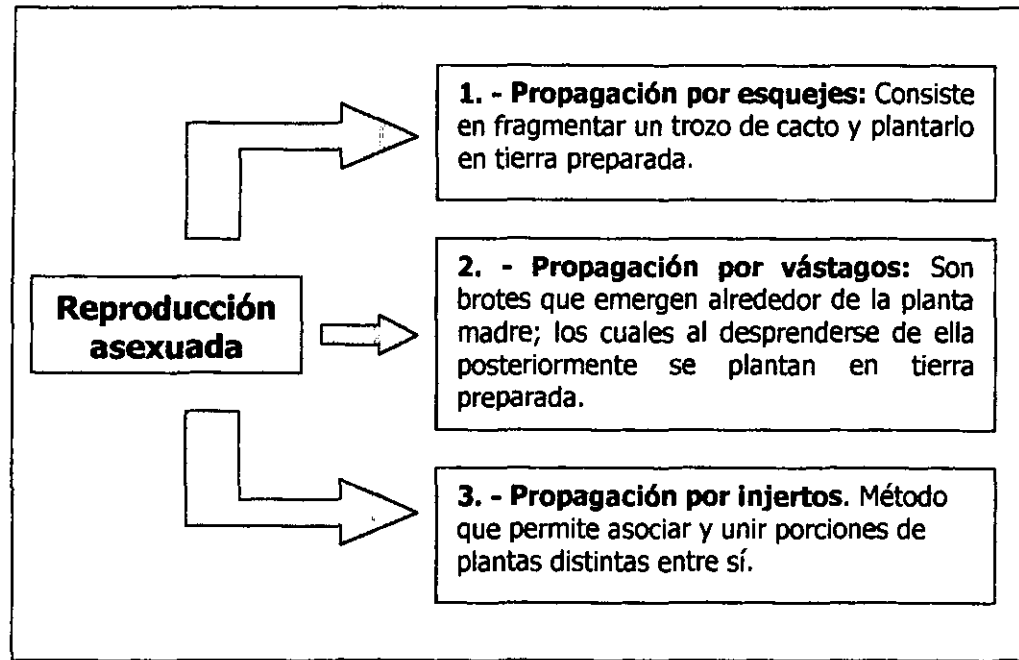 1. - Propagación por esquejes: Consiste
en fragmentar un trozo de cacto y plantarlo
en tierra preparada.
Reproducción
asexuada
2. - Propagación por vástagos: Son
brotes que emergen alrededor de la planta
madre; los cuales al desprenderse de ella
posteriormente se plantan en tierra
preparada.
3. - Propagación por injertos. Método
que permite asociar y unir porciones de
plantas distintas entre sí.